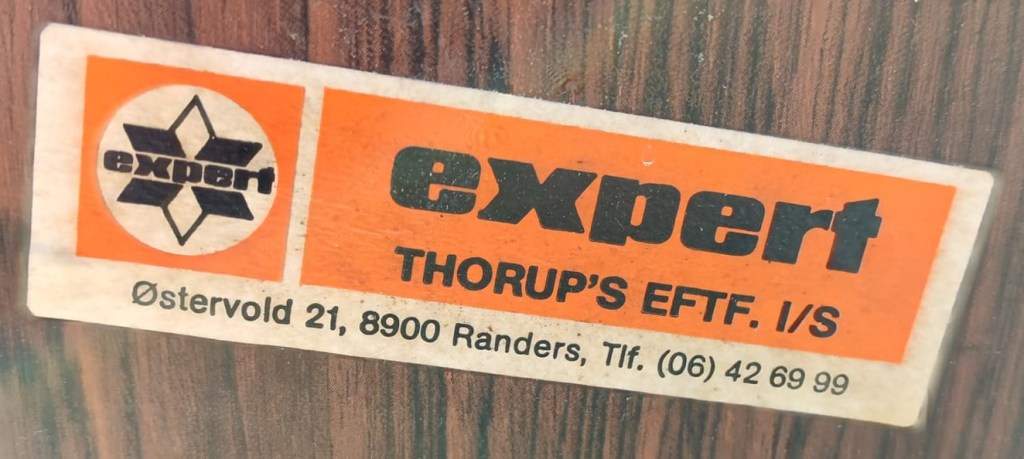 expert
expert
THORUP'S EFTF. I/S
Østervold 21, 8900 Randers, Tlf. (06) 42 69 99